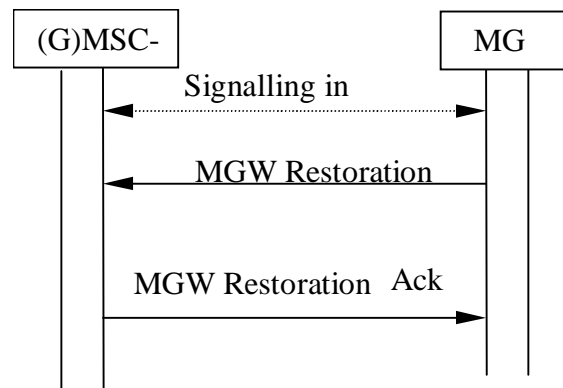 (G)MSC-
MG
Signalling in
MGW Restoration
MGW Restoration Ack